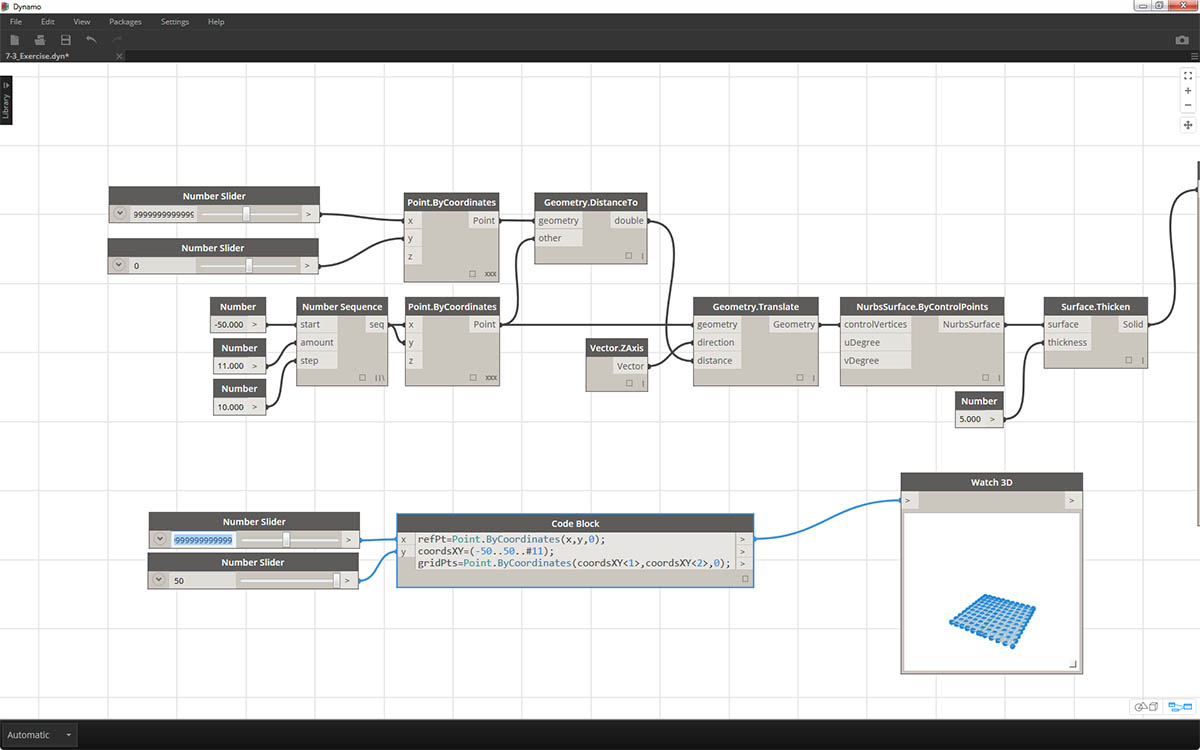 Dynamo
File Edit View Packages Settings Help
7-3_Exercise.dyn*
Library
Number Slider
9999999999999
>
Number Slider
0
>
Point.ByCoordinates
x Point
y
z
xxx
Geometry.DistanceTo
geometry double
other
Number
-50.000 >
Number
11.000 >
Number
10.000 >
Number Sequence
start seq
amount
step
Point.ByCoordinates
x Point
y
z
xxx
Vector.ZAxis
Vector
Geometry.Translate
geometry Geometry
direction
distance
NurbsSurface.ByControlPoints
controlVertices NurbsSurface
uDegree
vDegree
Number
5.000 >
Surface.Thicken
surface Solid
thickness
Number Slider
999999999999
>
Number Slider
50
>
Code Block
x refPt=Point.ByCoordinates(x,y,0); >
y coordsXY=(-50..50..#11); >
gridPts=Point.ByCoordinates(coordsXY<1>,coordsXY<2>,0); >
Watch 3D
> >
Automatic